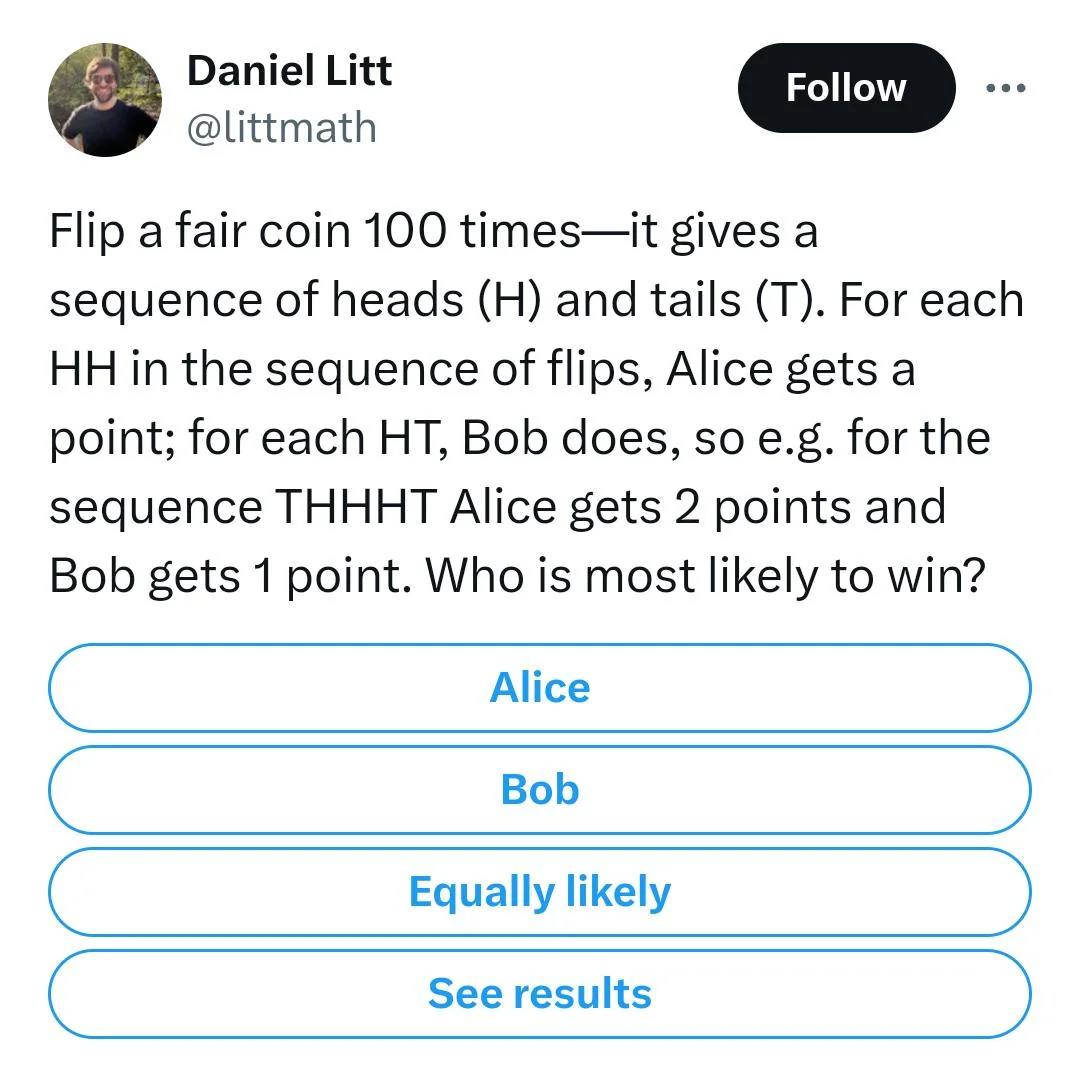 Daniel Litt
@littmath
Follow
Flip a fair coin 100 times—it gives a
sequence of heads (H) and tails (T). For each
HH in the sequence of flips, Alice gets a
point; for each HT, Bob does, so e.g. for the
sequence THHHT Alice gets 2 points and
Bob gets 1 point. Who is most likely to win?
Alice
Bob
Equally likely
See results